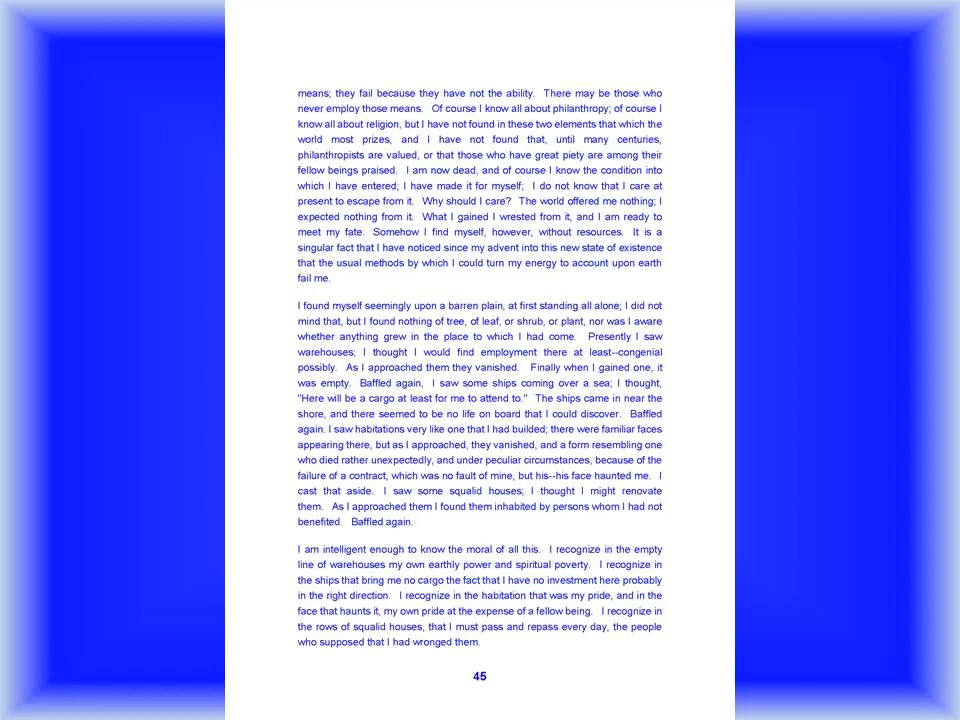 means; they fail because they have not the ability. There may be those who
never employ those means. Of course I know all about philanthropy; of course I
know all about religion, but I have not found in these two elements that which the
world most prizes, and I have not found that, until many centuries,
philanthropists are valued, or that those who have great piety are among their
fellow beings praised. I am now dead, and of course I know the condition into
which I have entered; I have made it for myself; I do not know that I care at
present to escape from it. Why should I care? The world offered me nothing; I
expected nothing from it. What I gained I wrested from it, and I am ready to
meet my fate. Somehow I find myself, however, without resources. It is a
singular fact that I have noticed since my advent into this new state of existence
that the usual methods by which I could turn my energy to account upon earth
fail me.
I found myself seemingly upon a barren plain, at first standing all alone; I did not
mind that, but I found nothing of tree, of leaf, or shrub, or plant, nor was I aware
whether anything grew in the place to which I had come. Presently I saw
warehouses; I thought I would find employment there at least--congenial
possibly. As I approached them they vanished. Finally when I gained one, it
was empty. Baffled again, I saw some ships coming over a sea; I thought,
"Here will be a cargo at least for me to attend to." The ships came in near the
shore, and there seemed to be no life on board that I could discover. Baffled
again. I saw habitations very like one that I had builded; there were familiar faces
appearing there, but as I approached, they vanished, and a form resembling one
who died rather unexpectedly, and under peculiar circumstances, because of the
failure of a contract, which was no fault of mine, but his--his face haunted me. I
cast that aside. I saw some squalid houses; I thought I might renovate
them. As I approached them I found them inhabited by persons whom I had not
benefited. Baffled again.
I am intelligent enough to know the moral of all this. I recognize in the empty
line of warehouses my own earthly power and spiritual poverty. I recognize in
the ships that bring me no cargo the fact that I have no investment here probably
in the right direction. I recognize in the habitation that was my pride, and in the
face that haunts it, my own pride at the expense of a fellow being. I recognize in
the rows of squalid houses, that I must pass and repass every day, the people
who supposed that I had wronged them.
45